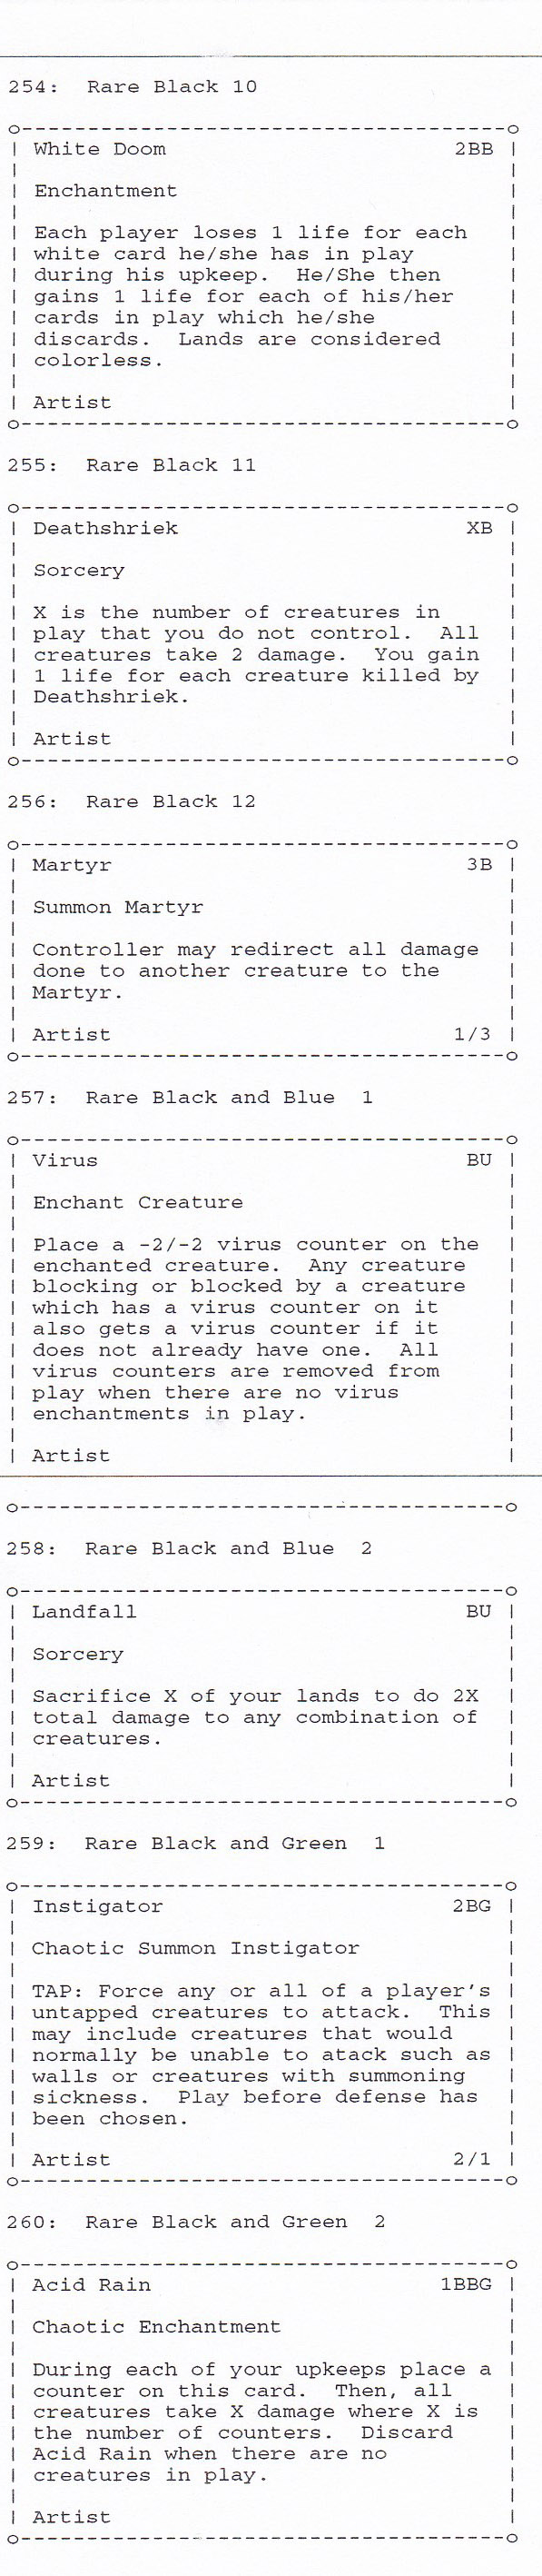 254:  Rare Black 10
o-------------------------------------o
| White Doom                      2BB |
|                                     |
| Enchantment                         |
|                                     |
| Each player loses 1 life for each   |
| white card he/she has in play       |
| during his upkeep.  He/She then     |
| gains 1 life for each of his/her    |
| cards in play which he/she          |
| discards.  Lands are considered     |
| colorless.                          |
|                                     |
| Artist                              |
o-------------------------------------o
255:  Rare Black 11
o-------------------------------------o
| Deathshriek                      XB |
|                                     |
| Sorcery                             |
|                                     |
| X is the number of creatures in     |
| play that you do not control.  All  |
| creatures take 2 damage.  You gain  |
| 1 life for each creature killed by  |
| Deathshriek.                        |
|                                     |
| Artist                              |
o-------------------------------------o
256:  Rare Black 12
o-------------------------------------o
| Martyr                           3B |
|                                     |
| Summon Martyr                       |
|                                     |
| Controller may redirect all damage  |
| done to another creature to the     |
| Martyr.                             |
|                                     |
| Artist                          1/3 |
o-------------------------------------o
257:  Rare Black and Blue  1
o-------------------------------------o
| Virus                            BU |
|                                     |
| Enchant Creature                    |
|                                     |
| Place a -2/-2 virus counter on the  |
| enchanted creature.  Any creature   |
| blocking or blocked by a creature   |
| which has a virus counter on it     |
| also gets a virus counter if it     |
| does not already have one.  All     |
| virus counters are removed from     |
| play when there are no virus        |
| enchantments in play.               |
|                                     |
| Artist                              |
o-------------------------------------o
258:  Rare Black and Blue  2
o-------------------------------------o
| Landfall                         BU |
|                                     |
| Sorcery                             |
|                                     |
| Sacrifice X of your lands to do 2X  |
| total damage to any combination of  |
| creatures.                          |
|                                     |
| Artist                              |
o-------------------------------------o
259:  Rare Black and Green  1
o-------------------------------------o
| Instigator                      2BG |
|                                     |
| Chaotic Summon Instigator           |
|                                     |
| TAP: Force any or all of a player's |
| untapped creatures to attack.  This |
| may include creatures that would    |
| normally be unable to atack such as |
| walls or creatures with summoning   |
| sickness.  Play before defense has  |
| been chosen.                        |
|                                     |
| Artist                          2/1 |
o-------------------------------------o
260:  Rare Black and Green  2
o-------------------------------------o
| Acid Rain                      1BBG |
|                                     |
| Chaotic Enchantment                 |
|                                     |
| During each of your upkeeps place a |
| counter on this card.  Then, all    |
| creatures take X damage where X is  |
| the number of counters.  Discard    |
| Acid Rain when there are no         |
| creatures in play.                  |
|                                     |
| Artist                              |
o-------------------------------------o